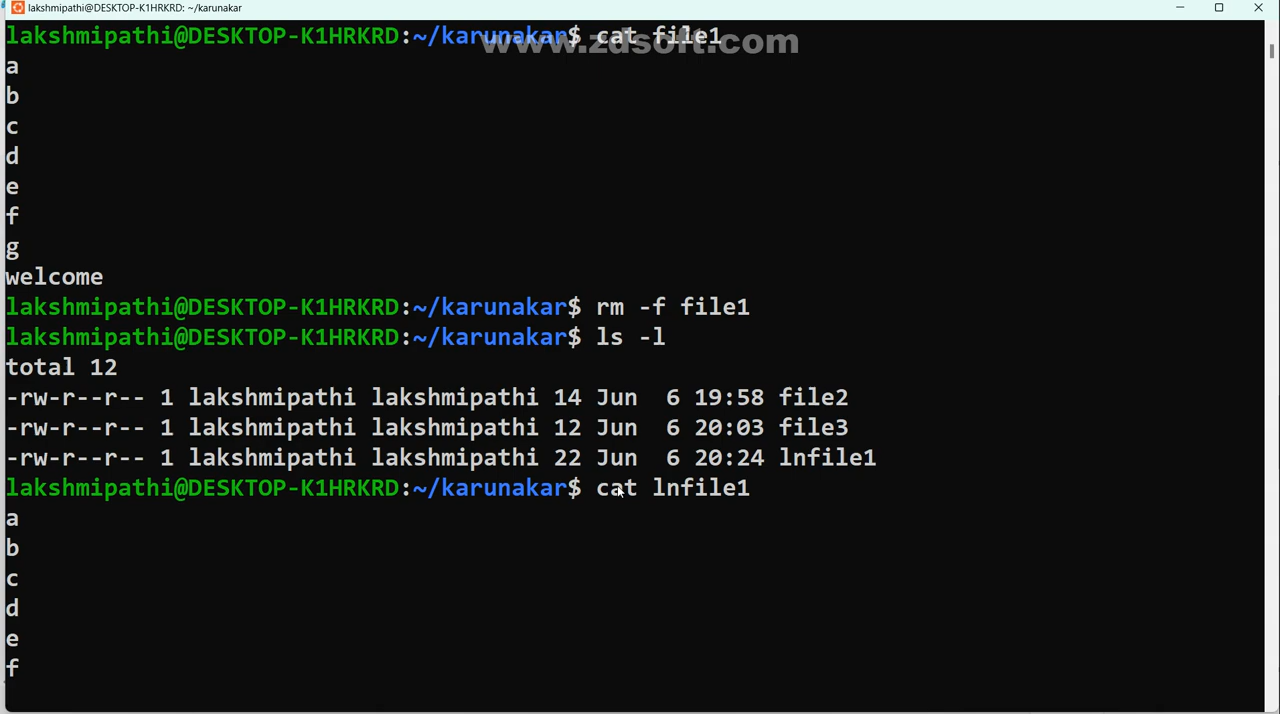 lakshmipathi@DESKTOP-K1HRKRD: ~/karunakar
lakshmipathi@DESKTOP-K1HRKRD:~/karunakar$ cat file1
www.zdsoft.com
a
b
c
d
e
f
g
welcome
lakshmipathi@DESKTOP-K1HRKRD:~/karunakar$ rm -f file1
lakshmipathi@DESKTOP-K1HRKRD:~/karunakar$ ls -l
total 12
-rw-r--r-- 1 lakshmipathi lakshmipathi 14 Jun  6 19:58 file2
-rw-r--r-- 1 lakshmipathi lakshmipathi 12 Jun  6 20:03 file3
-rw-r--r-- 1 lakshmipathi lakshmipathi 22 Jun  6 20:24 lnfile1
lakshmipathi@DESKTOP-K1HRKRD:~/karunakar$ cat lnfile1
a
b
c
d
e
f